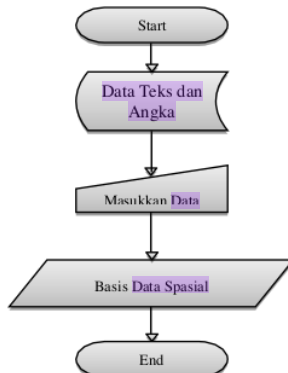 Start
Data Teks dan
Angka
Masukkan Data
Basis Data Spasial
End